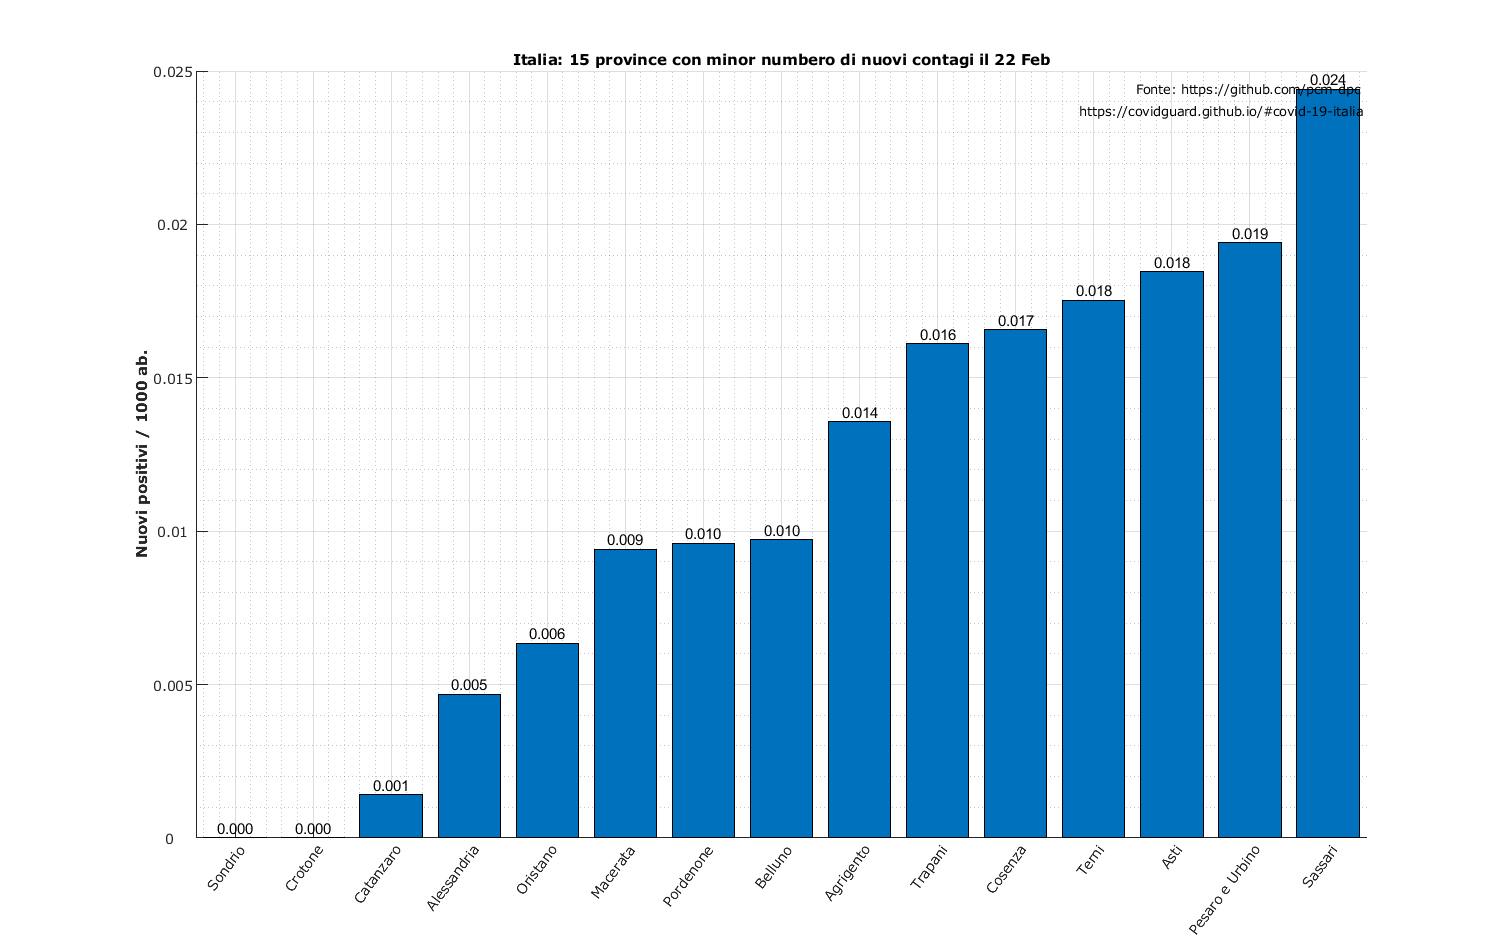 Italia: 15 province con minor numbero di nuovi contagi il 22 Feb
Fonte: https://github.com/pcm-dpc
https://covidguard.github.io/#covid-19-italia
Nuovi positivi / 1000 ab.
0.025
0.02
0.015
0.01
0.005
0
0.000
0.000
0.001
0.005
0.006
0.009
0.010
0.010
0.014
0.016
0.017
0.018
0.018
0.019
0.024
Sondrio
Crotone
Catanzaro
Alessandria
Oristano
Macerata
Pordenone
Belluno
Agrigento
Trapani
Cosenza
Terni
Asti
Pesaro e Urbino
Sassari